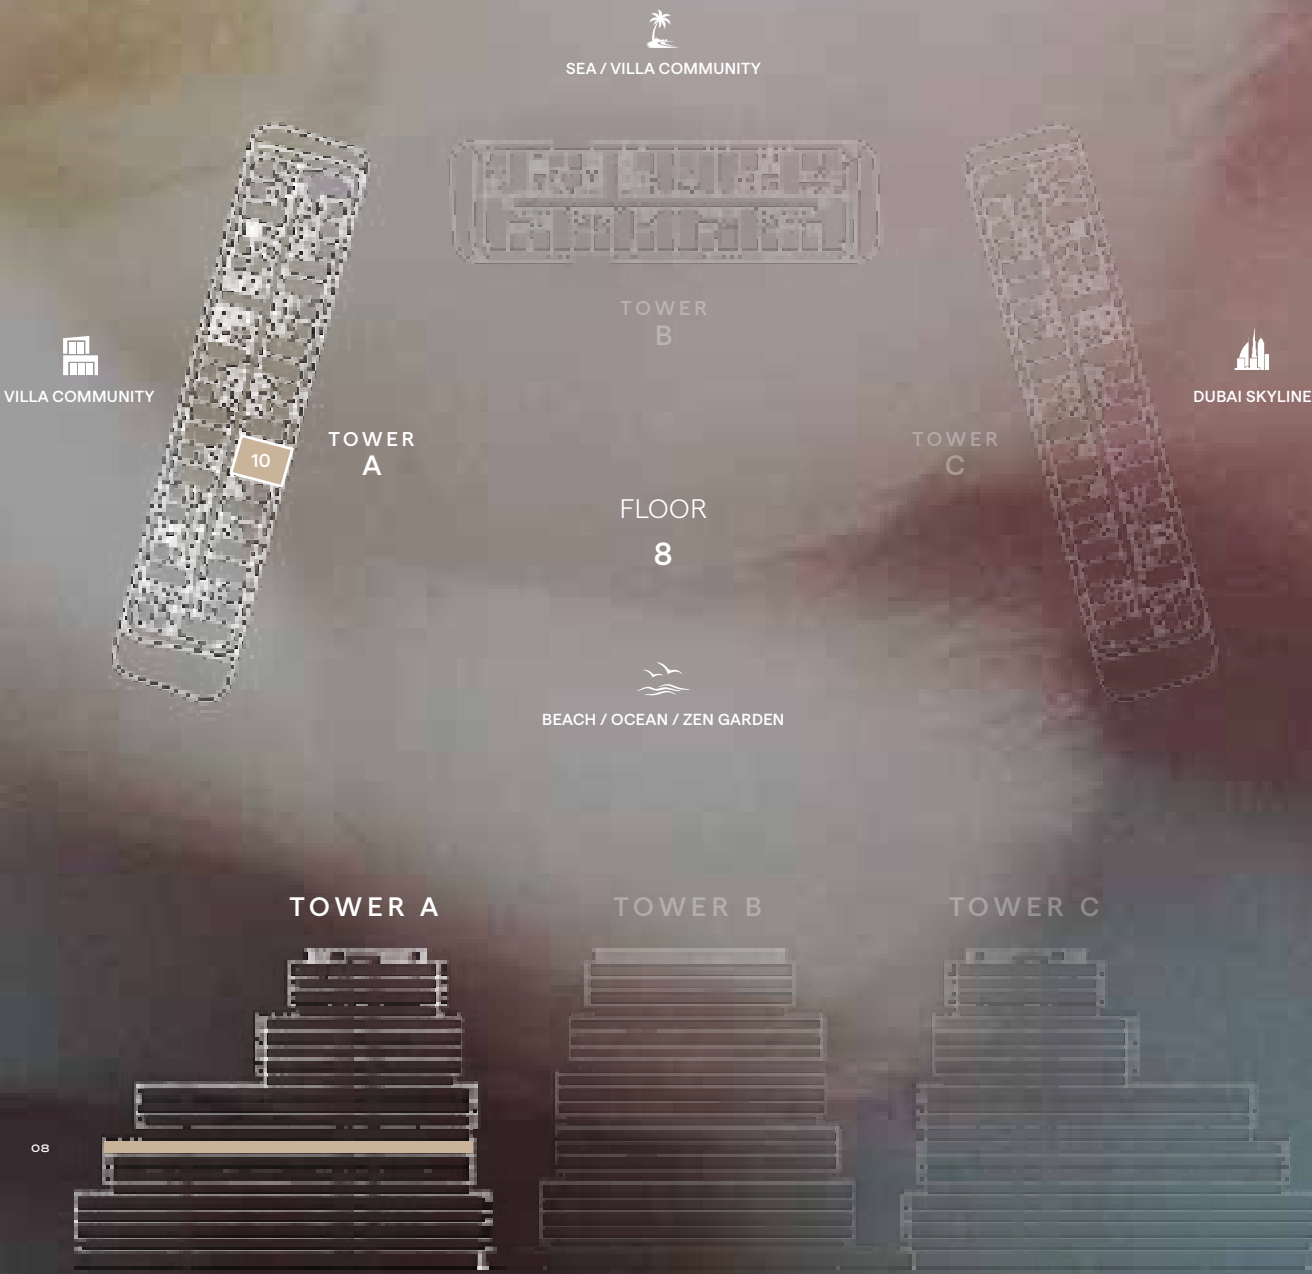 SEA / VILLA COMMUNITY
TOWER
B
VILLA COMMUNITY
DUBAI SKYLINE
TOWER
A
10
TOWER
C
FLOOR
8
BEACH / OCEAN / ZEN GARDEN
TOWER A
TOWER B
TOWER C
08